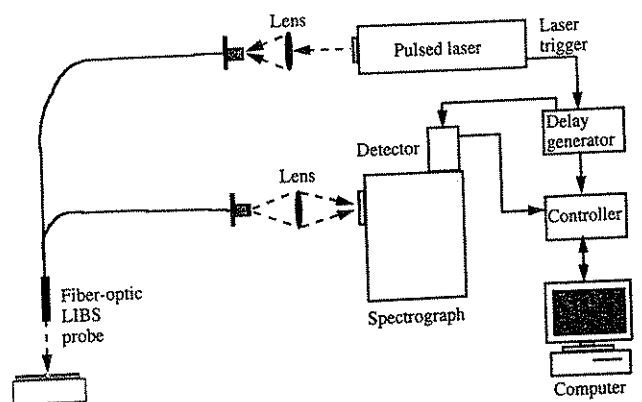 Lens
Pulsed laser
Laser
trigger
Delay
generator
Detector
Lens
Controller
Fiber-optic
LIBS
probe
Spectrograph
Computer